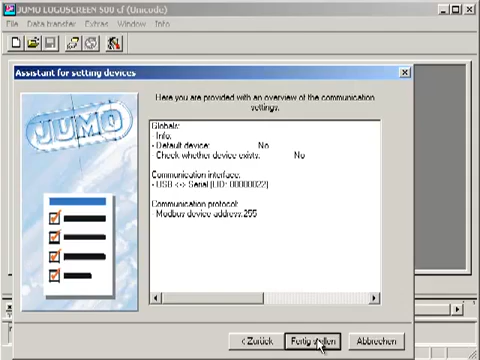 JUMO LOGOSCREEN 500 cf (Unicode)
File Data transfer Extras Window Info
Assistant for setting devices
JUMO
Here you are provided with an overview of the communication
settings.
Globals:
- Info:
- Default device: No
- Check whether device exists: No
Communication interface:
- USB <-> Serial (LID: 00000022)
Communication protocol:
- Modbus device address:255
< Zurück Fertig stellen Abbrechen